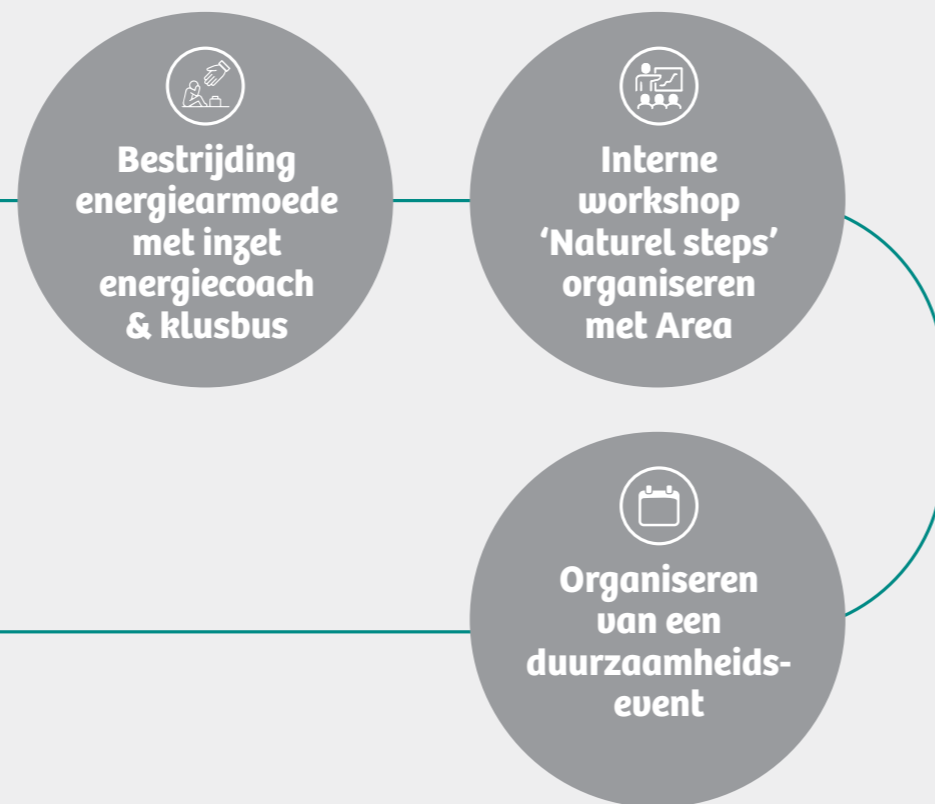 Bestrijding
energiearmoede
met inzet
energiecoach
& klusbus
Interne
workshop
‘Naturel steps’
organiseren
met Area
Organiseren
van een
duurzaamheids-
event